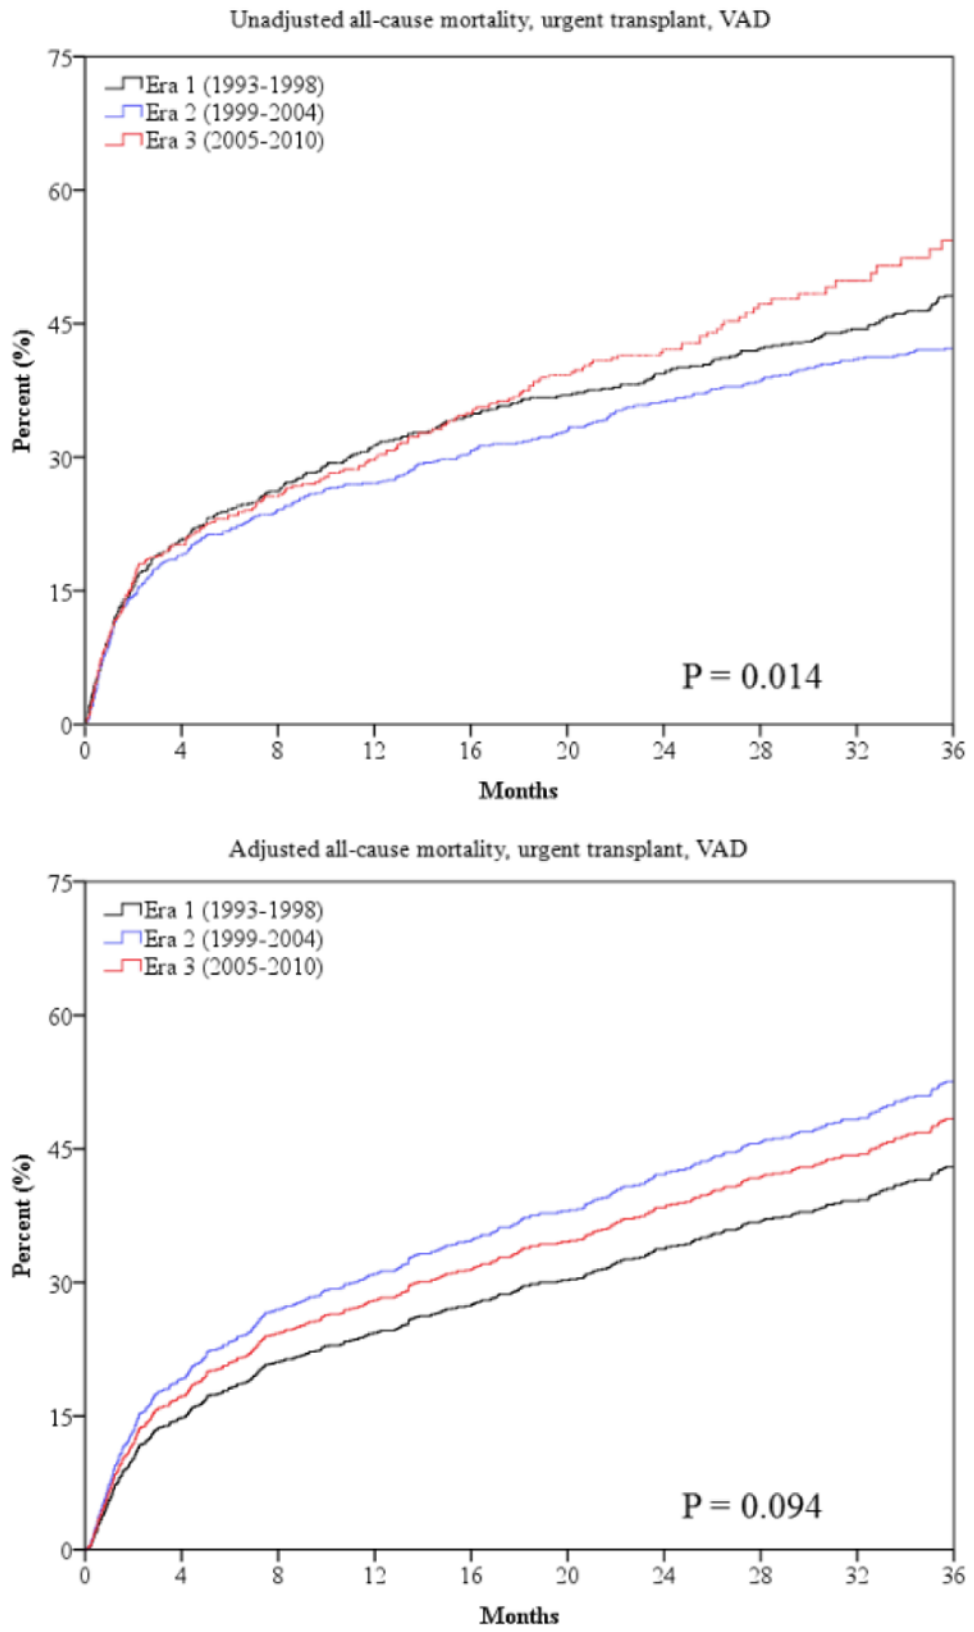 Unadjusted all-cause mortality, urgent transplant, VAD
75
Era 1 (1993-1998)
Era 2 (1999-2004)
Era 3 (2005-2010)
60
45
Percent (%)
30
15
P = 0.014
0
0 4 8 12 16 20 24 28 32 36
Months
Adjusted all-cause mortality, urgent transplant, VAD
75
Era 1 (1993-1998)
Era 2 (1999-2004)
Era 3 (2005-2010)
60
45
Percent (%)
30
15
P = 0.094
0
0 4 8 12 16 20 24 28 32 36
Months